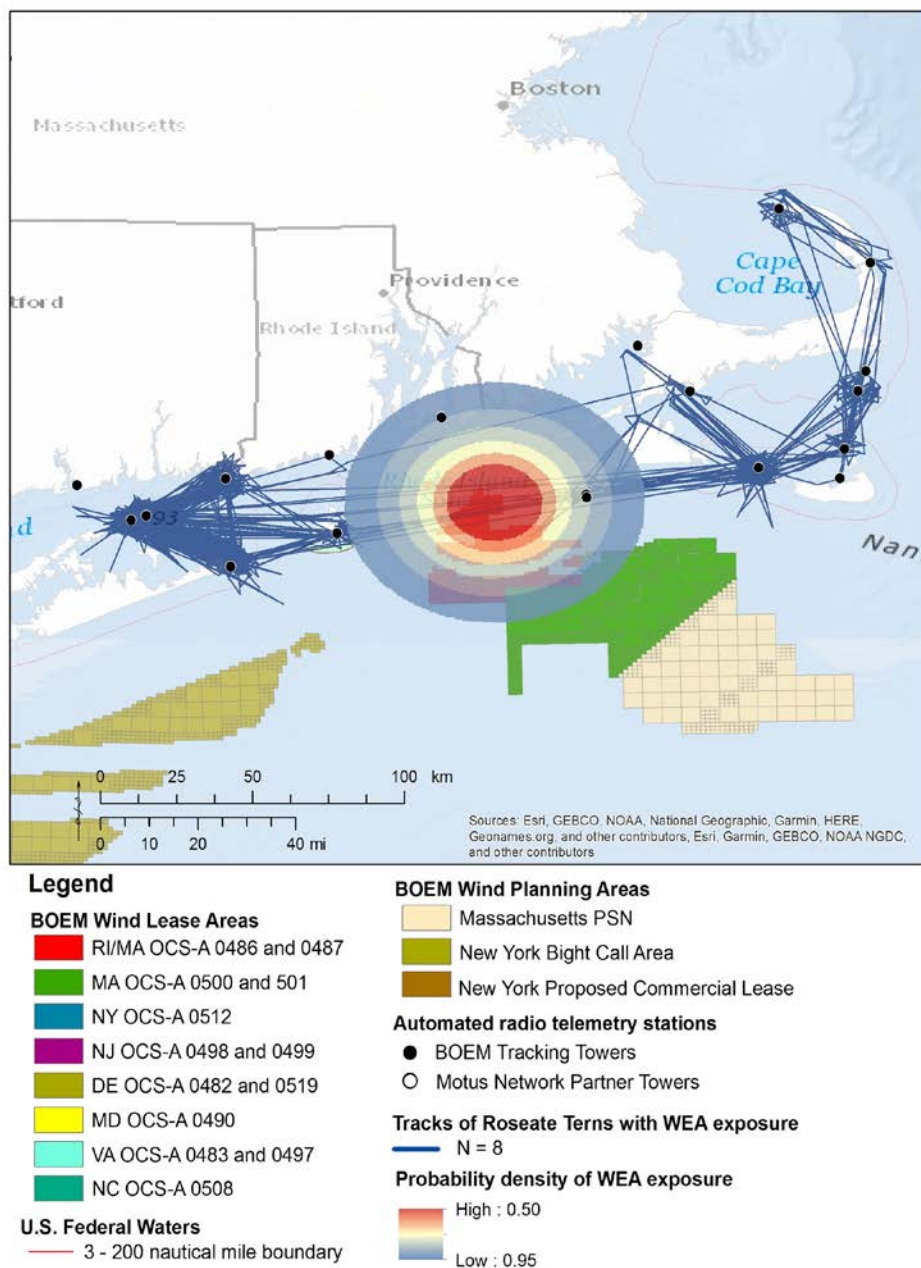 Boston
Massachusetts
Cape
Cod Bay
Providence
tford
Rhode Island
93
d
Nan
0 25 50 100 km
0 10 20 40 mi
Sources: Esri, GEBCO, NOAA, National Geographic, Garmin, HERE,
Geonames.org, and other contributors, Esri, Garmin, GEBCO, NOAA NGDC,
and other contributors
Legend
BOEM Wind Lease Areas
RI/MA OCS-A 0486 and 0487
MA OCS-A 0500 and 501
NY OCS-A 0512
NJ OCS-A 0498 and 0499
DE OCS-A 0482 and 0519
MD OCS-A 0490
VA OCS-A 0483 and 0497
NC OCS-A 0508
U.S. Federal Waters
3 - 200 nautical mile boundary
BOEM Wind Planning Areas
Massachusetts PSN
New York Bight Call Area
New York Proposed Commercial Lease
Automated radio telemetry stations
BOEM Tracking Towers
Motus Network Partner Towers
Tracks of Roseate Terns with WEA exposure
N = 8
Probability density of WEA exposure
High : 0.50
Low : 0.95